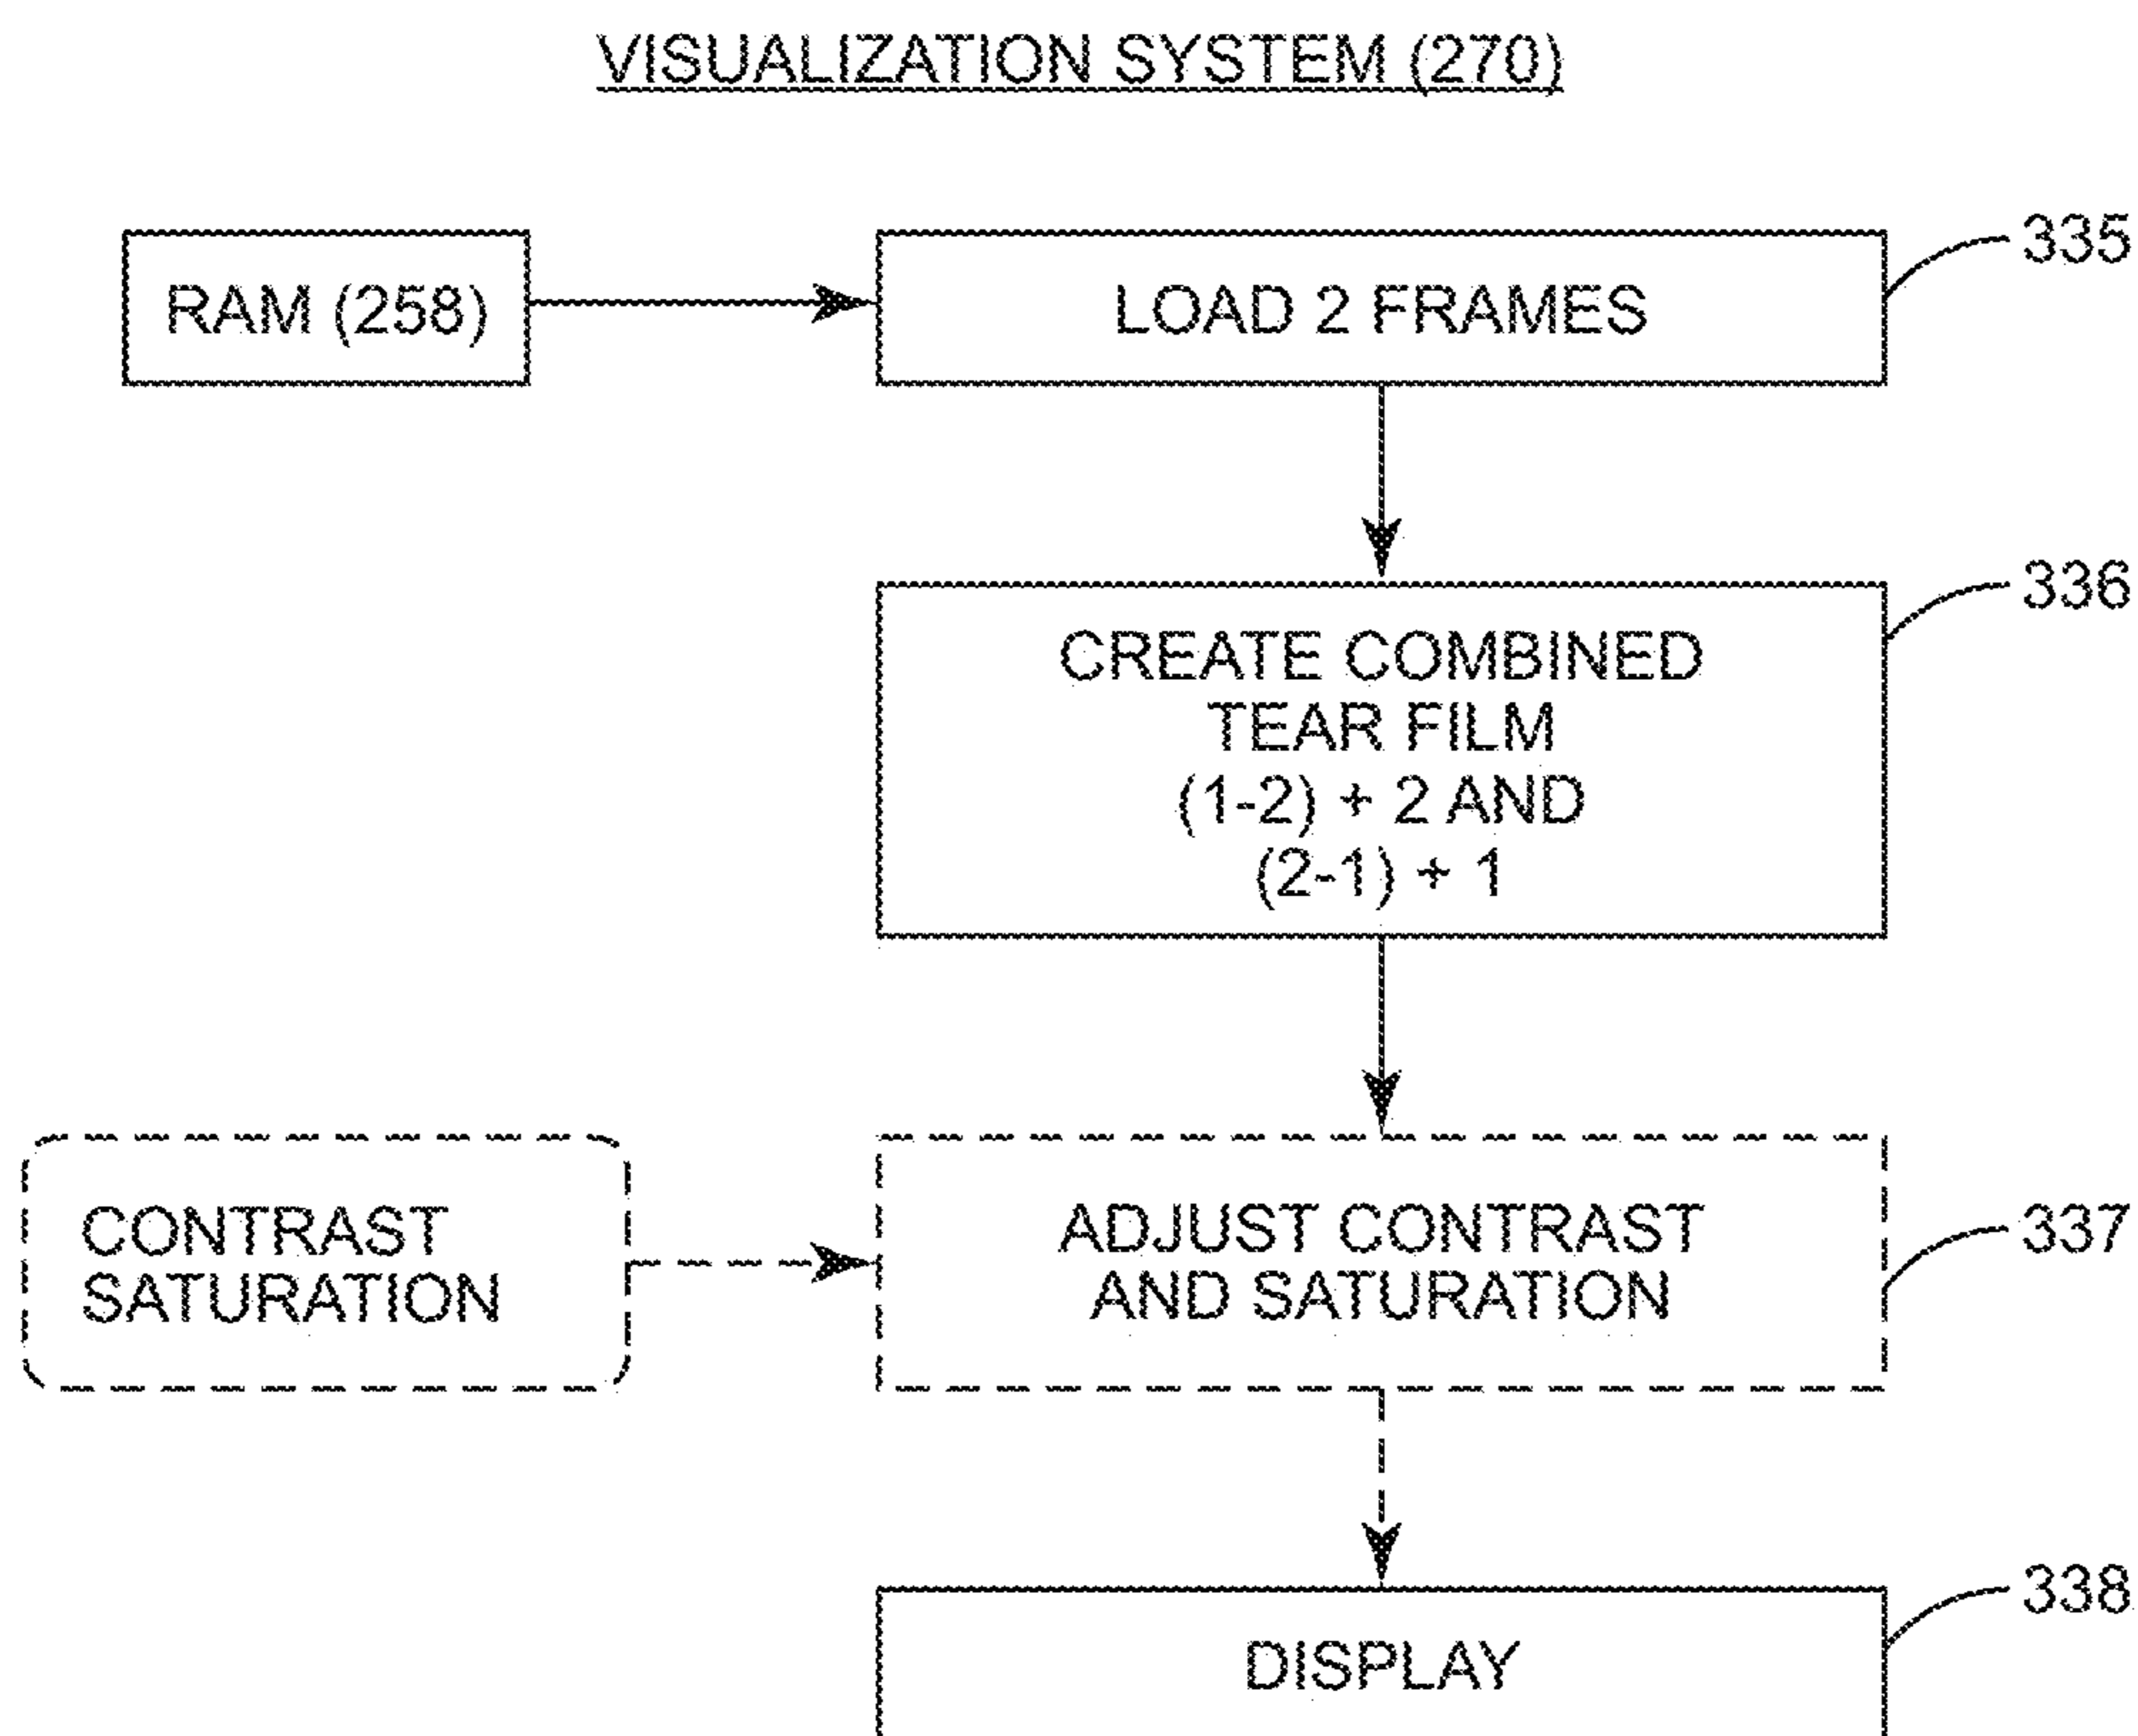 VISUALIZATION SYSTEM (270)
RAM (258)
LOAD 2 FRAMES
335
CREATE COMBINED
TEAR FILM
(1-2) + 2 AND
(2-1) + 1
336
CONTRAST
SATURATION
ADJUST CONTRAST
AND SATURATION
337
DISPLAY
338